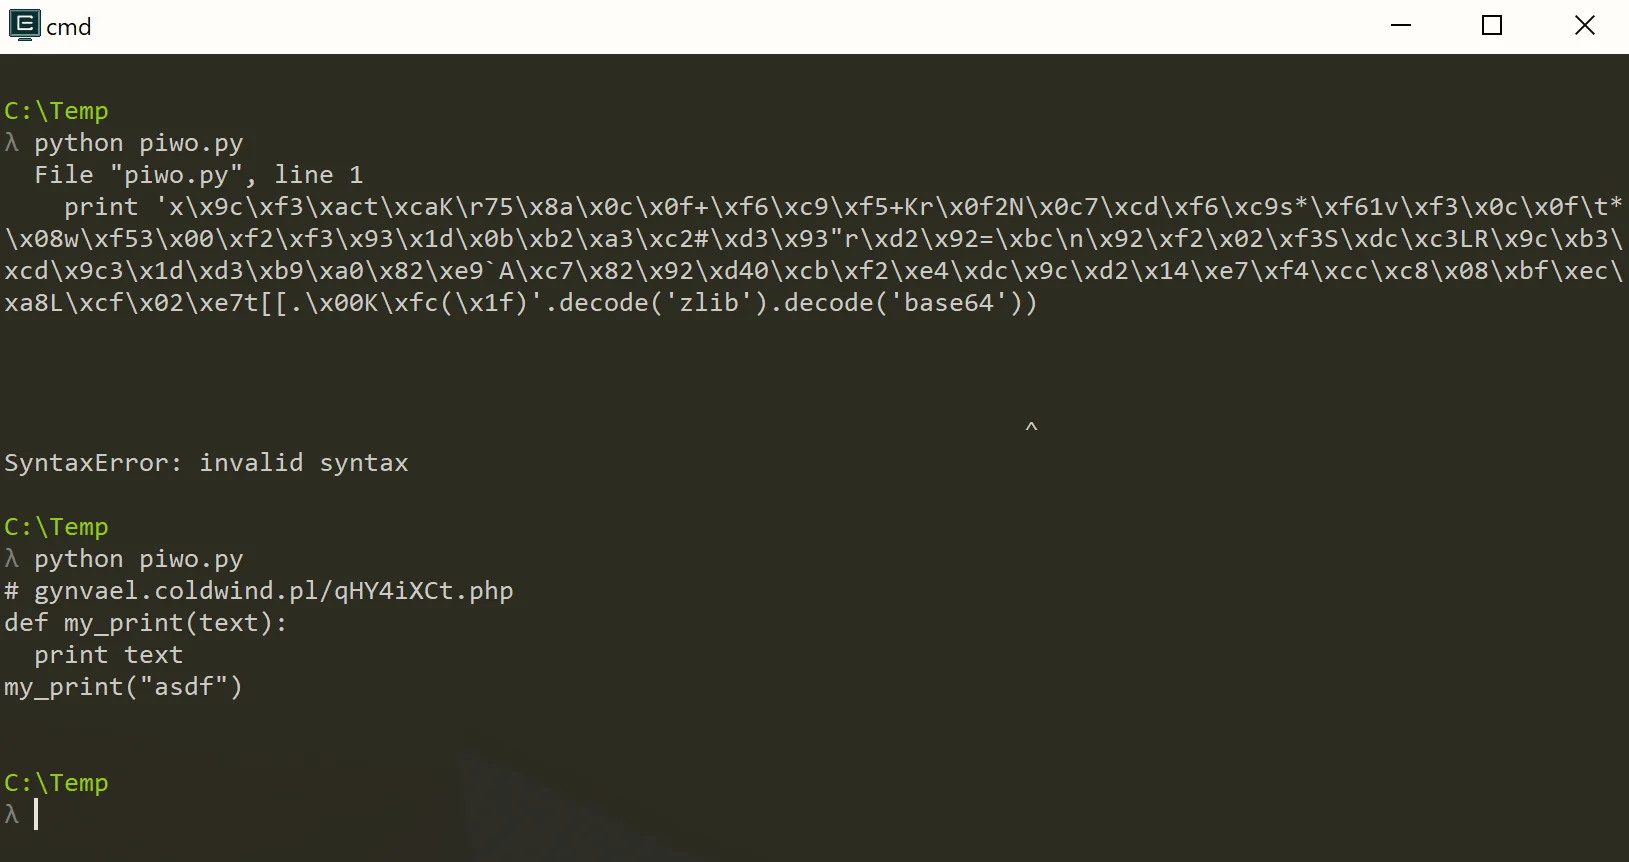 cmd
C:\Temp
λ python piwo.py
  File "piwo.py", line 1
    print 'x\x9c\xf3\xact\xcaK\r75\x8a\x0c\x0f+\xf6\xc9\xf5+Kr\x0f2N\x0c7\xcd\xf6\xc9s*\xf61v\xf3\x0c\x0f\t*
\x08w\xf53\x00\xf2\xf3\x93\x1d\x0b\xb2\xa3\xc2#\xd3\x93"r\xd2\x92=\xbc\n\x92\xf2\x02\xf3S\xdc\xc3LR\x9c\xb3\
xcd\x9c3\x1d\xd3\xb9\xa0\x82\xe9`A\xc7\x82\x92\xd40\xcb\xf2\xe4\xdc\x9c\xd2\x14\xe7\xf4\xcc\xc8\x08\xbf\xec\
xa8L\xcf\x02\xe7t[[.\x00K\xfc(\x1f)'.decode('zlib').decode('base64'))
^
SyntaxError: invalid syntax
C:\Temp
λ python piwo.py
# gynvael.coldwind.pl/qHY4iXCt.php
def my_print(text):
  print text
my_print("asdf")
C:\Temp
λ